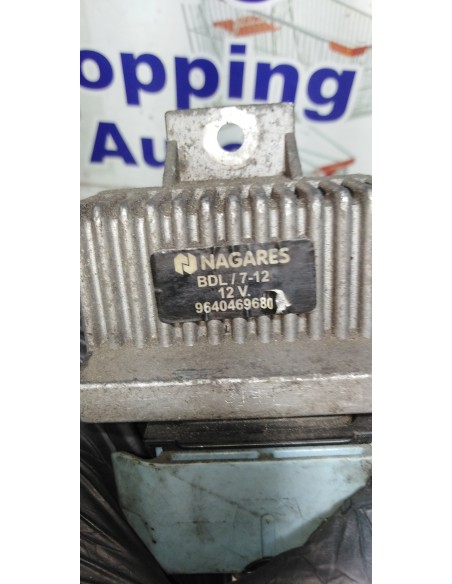 opping
Au
NAGARES
BDL / 7-12
12 V.
9640469680